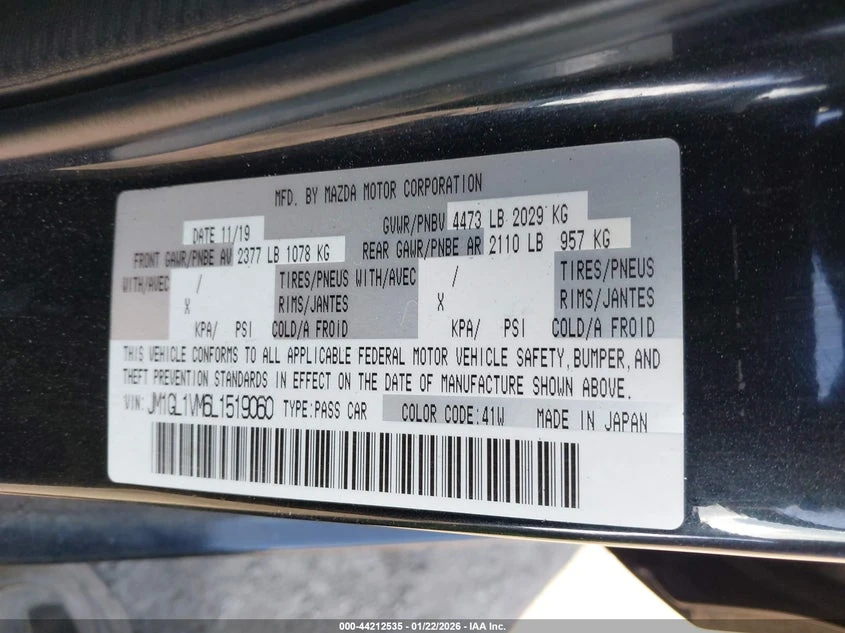 MFD. BY MAZDA MOTOR CORPORATION
DATE 11/19 GVWR/PNBV 4473 LB 2029 KG
FRONT GAWR/PNBE AV 2377 LB 1078 KG REAR GAWR/PNBE AR 2110 LB 957 KG
WITH/AVEC / TIRES/PNEUS WITH/AVEC / TIRES/PNEUS
X RIMS/JANTES X RIMS/JANTES
KPA/ PSI COLD/A FROID KPA/ PSI COLD/A FROID
THIS VEHICLE CONFORMS TO ALL APPLICABLE FEDERAL MOTOR VEHICLE SAFETY, BUMPER, AND
THEFT PREVENTION STANDARDS IN EFFECT ON THE DATE OF MANUFACTURE SHOWN ABOVE.
VIN: JM1GL1VM6L1519060 TYPE:PASS CAR COLOR CODE:41W MADE IN JAPAN
000-44212535 - 01/22/2026 - IAA Inc.